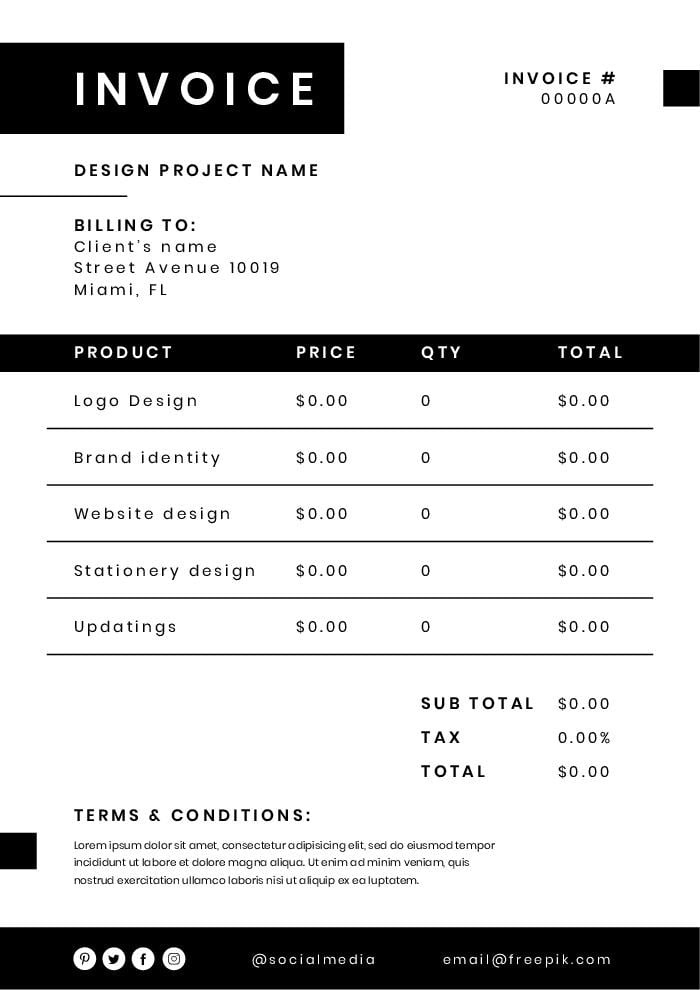 INVOICE
INVOICE #
00000A
DESIGN PROJECT NAME
BILLING TO:
Client's name
Street Avenue 10019
Miami, FL
PRODUCT PRICE QTY TOTAL
Logo Design $0.00 0 $0.00
Brand identity $0.00 0 $0.00
Website design $0.00 0 $0.00
Stationery design $0.00 0 $0.00
Updatings $0.00 0 $0.00
SUB TOTAL $0.00
TAX 0.00%
TOTAL $0.00
TERMS & CONDITIONS:
Lorem ipsum dolor sit amet, consectetur adipisicing elit, sed do eiusmod tempor
incididunt ut labore et dolore magna aliqua. Ut enim ad minim veniam, quis
nostrud exercitation ullamco laboris nisi ut aliquip ex ea luptatem.
@socialmedia email@freepik.com